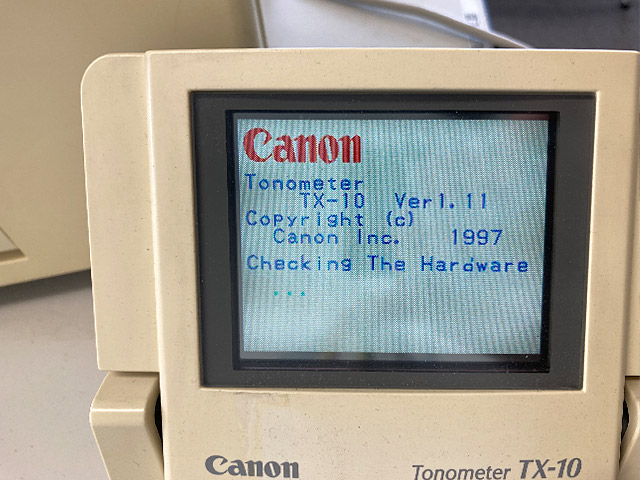 Canon
Tonometer
TX-10 Ver1.11
Copyright (c)
Canon Inc. 1997
Checking The Hardware
...
Canon
Tonometer TX-10